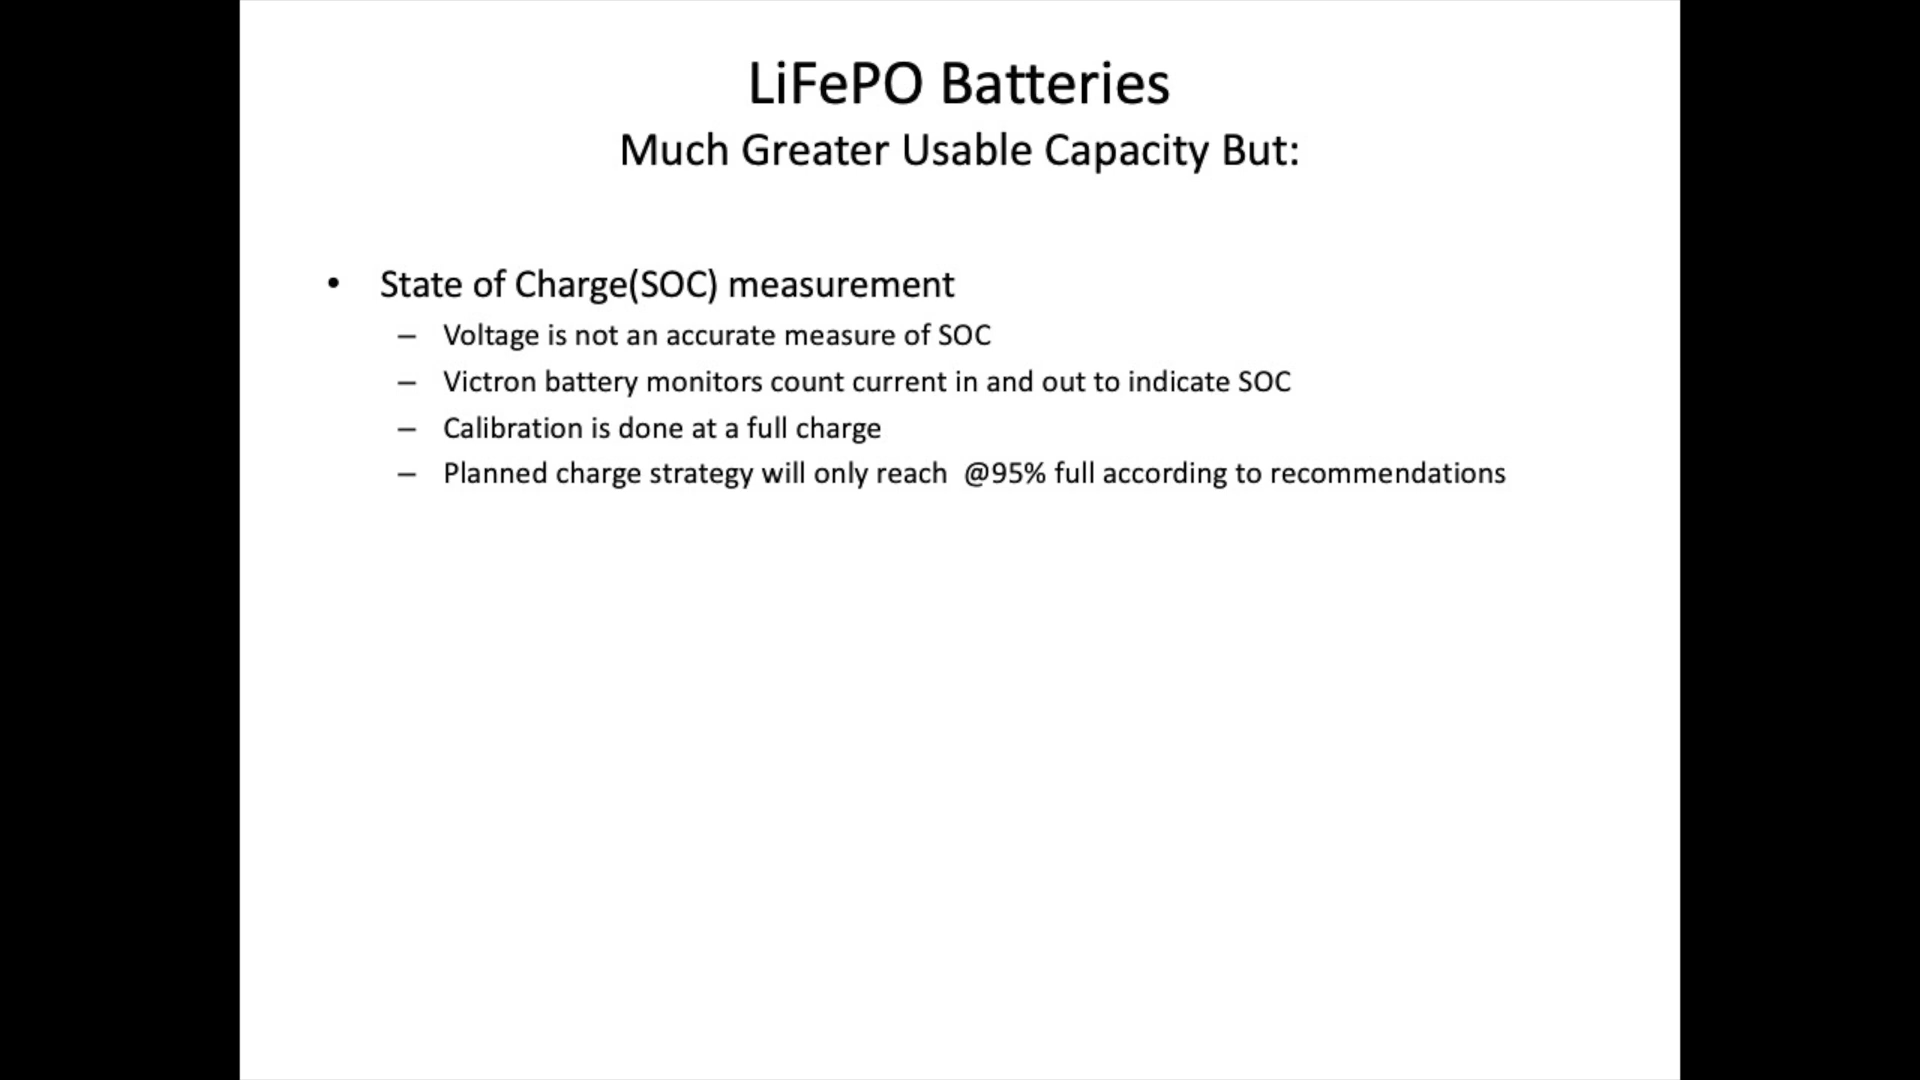 LiFePO Batteries
Much Greater Usable Capacity But:
• State of Charge(SOC) measurement
– Voltage is not an accurate measure of SOC
– Victron battery monitors count current in and out to indicate SOC
– Calibration is done at a full charge
– Planned charge strategy will only reach  @95% full according to recommendations